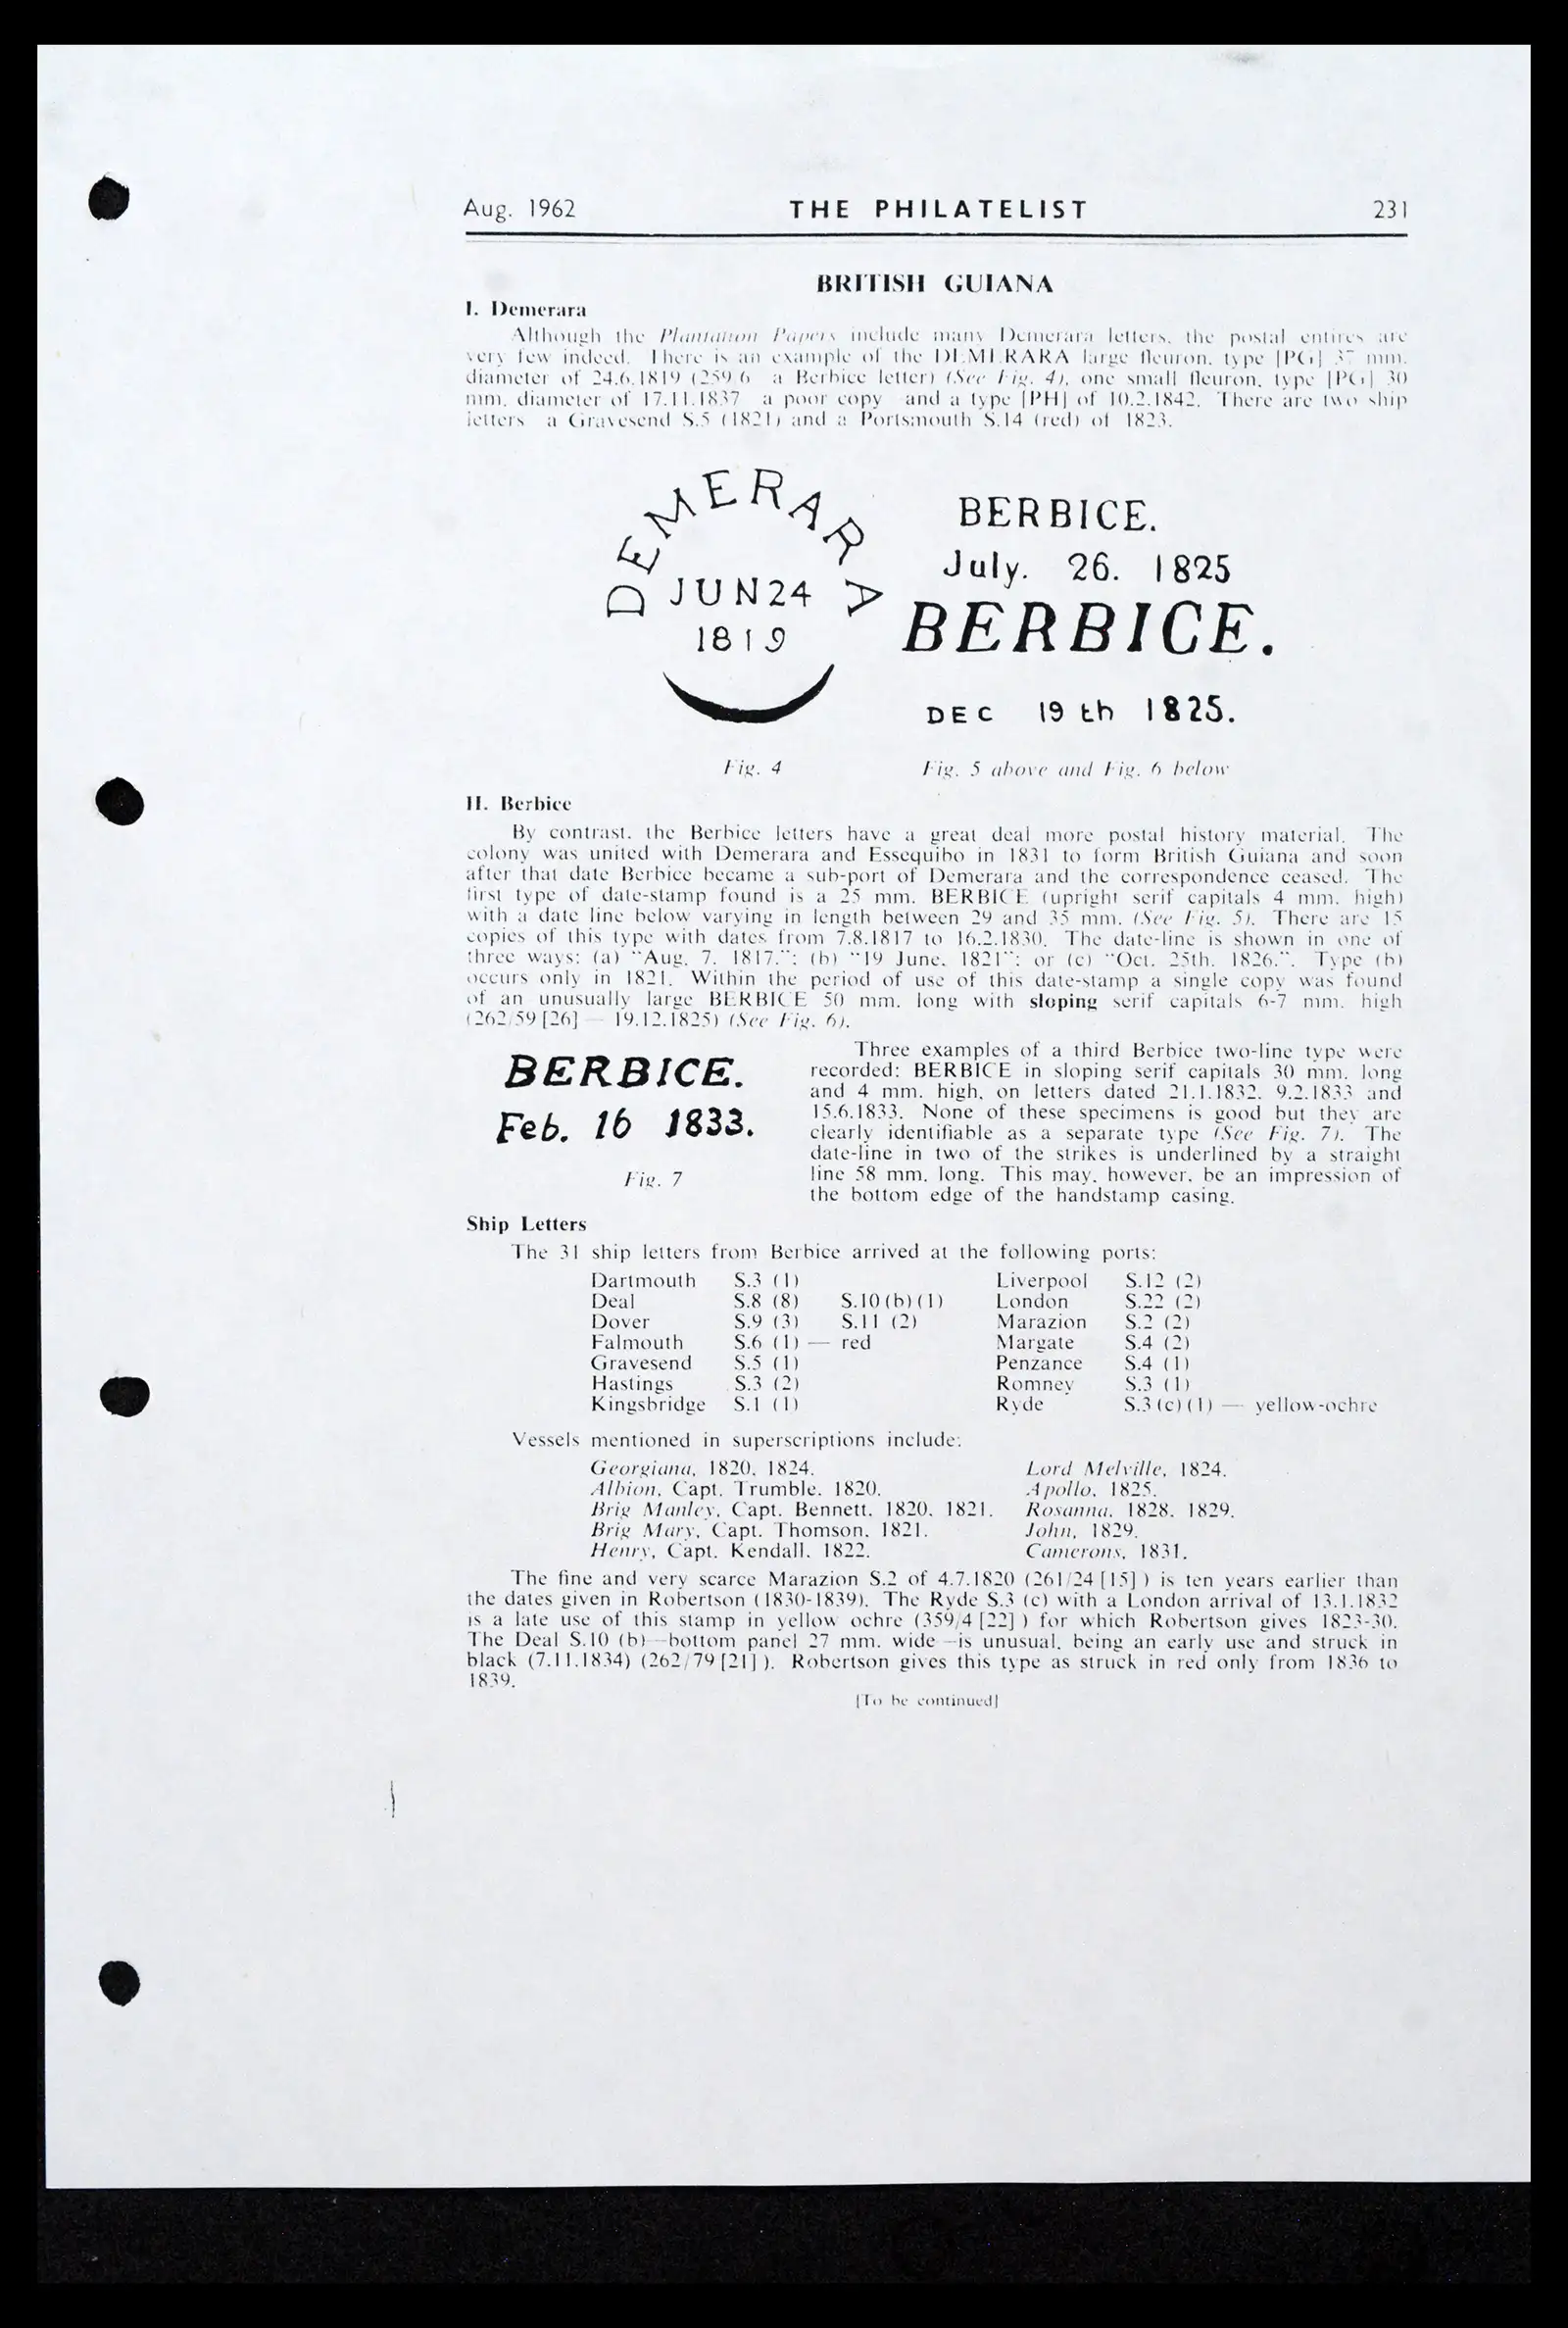 Aug. 1962 THE PHILATELIST 231
BRITISH GUIANA
I. Demerara
Although the Plantation Papers include many Demerara letters, the postal entires are
very few indeed. There is an example of the DEMERARA large fleuron, type [PG] 37 mm.
diameter of 24.6.1819 (259/6 a Berbice letter) (See Fig. 4), one small fleuron, type [PG] 30
mm. diameter of 17.11.1837 a poor copy and a type [PH] of 10.2.1842. There are two ship
letters a Gravesend S.5 (1821) and a Portsmouth S.14 (red) of 1823.
DEMERARA
JUN 24
1819
BERBICE.
July. 26. 1825
BERBICE.
DEC 19 th 1825.
Fig. 4 Fig. 5 above and Fig. 6 below
II. Berbice
By contrast, the Berbice letters have a great deal more postal history material. The
colony was united with Demerara and Essequibo in 1831 to form British Guiana and soon
after that date Berbice became a sub-port of Demerara and the correspondence ceased. The
first type of date-stamp found is a 25 mm. BERBICE (upright serif capitals 4 mm. high)
with a date line below varying in length between 29 and 35 mm. (See Fig. 5). There are 15
copies of this type with dates from 7.8.1817 to 16.2.1830. The date-line is shown in one of
three ways: (a) "Aug. 7. 1817."; (b) "19 June. 1821"; or (c) "Oct. 25th. 1826.". Type (b)
occurs only in 1821. Within the period of use of this date-stamp a single copy was found
of an unusually large BERBICE 50 mm. long with sloping serif capitals 6-7 mm. high
(262/59 [26] — 19.12.1825) (See Fig. 6).
BERBICE.
Feb. 16 1833.
Fig. 7
Three examples of a third Berbice two-line type were
recorded: BERBICE in sloping serif capitals 30 mm. long
and 4 mm. high, on letters dated 21.1.1832, 9.2.1833 and
15.6.1833. None of these specimens is good but they are
clearly identifiable as a separate type (See Fig. 7). The
date-line in two of the strikes is underlined by a straight
line 58 mm. long. This may, however, be an impression of
the bottom edge of the handstamp casing.
Ship Letters
The 31 ship letters from Berbice arrived at the following ports:
Dartmouth S.3 (1) Liverpool S.12 (2)
Deal S.8 (8) S.10(b)(1) London S.22 (2)
Dover S.9 (3) S.11 (2) Marazion S.2 (2)
Falmouth S.6 (1) — red Margate S.4 (2)
Gravesend S.5 (1) Penzance S.4 (1)
Hastings S.3 (2) Romney S.3 (1)
Kingsbridge S.1 (1) Ryde S.3(c)(1) — yellow-ochre
Vessels mentioned in superscriptions include:
Georgiana, 1820, 1824. Lord Melville, 1824.
Albion, Capt. Trumble. 1820. Apollo, 1825.
Brig Manley, Capt. Bennett. 1820, 1821. Rosanna, 1828, 1829.
Brig Mary, Capt. Thomson. 1821. John, 1829.
Henry, Capt. Kendall. 1822. Camerons, 1831.
The fine and very scarce Marazion S.2 of 4.7.1820 (261/24 [15]) is ten years earlier than
the dates given in Robertson (1830-1839). The Ryde S.3 (c) with a London arrival of 13.1.1832
is a late use of this stamp in yellow ochre (359/4 [22]) for which Robertson gives 1823-30.
The Deal S.10 (b)—bottom panel 27 mm. wide—is unusual, being an early use and struck in
black (7.11.1834) (262/79 [21]). Robertson gives this type as struck in red only from 1836 to
1839.
[To be continued]